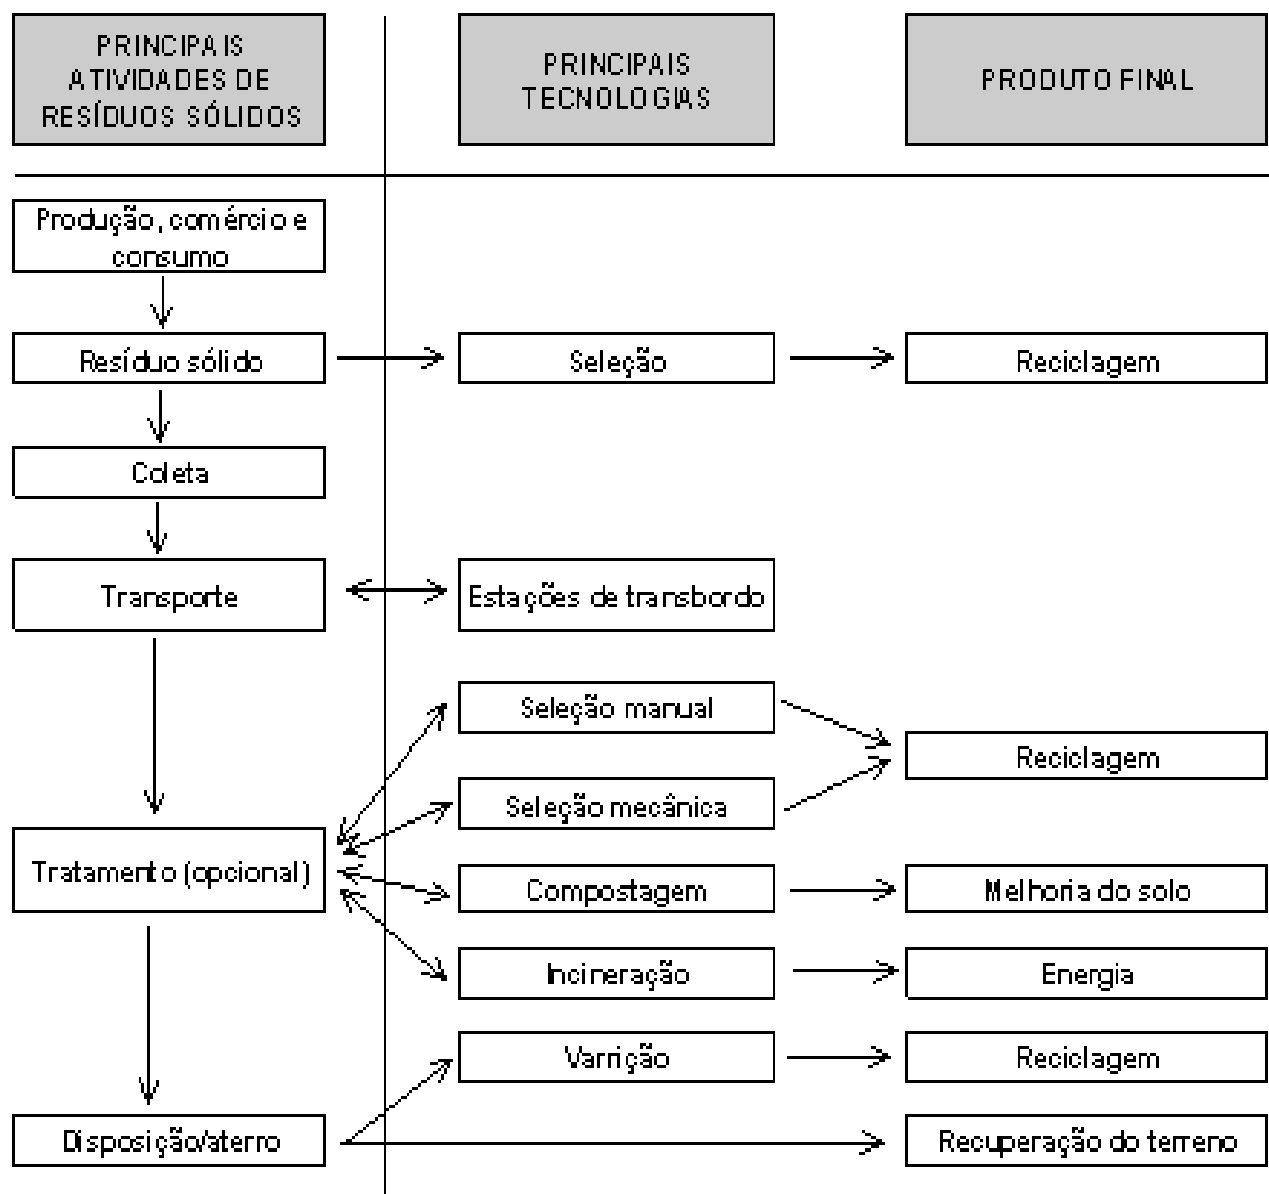 PRINCIPAIS
ATIVIDADES DE
RESÍDUOS SÓLIDOS
PRINCIPAIS
TECNOLOGIAS
PRODUTO FINAL
Produção, comércio e
consumo
Resíduo sólido
Seleção
Reciclagem
Coleta
Transporte
Estações de transbordo
Seleção manual
Reciclagem
Seleção mecânica
Tratamento (opcional)
Compostagem
Melhoria do solo
Incineração
Energia
Varrição
Reciclagem
Disposição/aterro
Recuperação do terreno